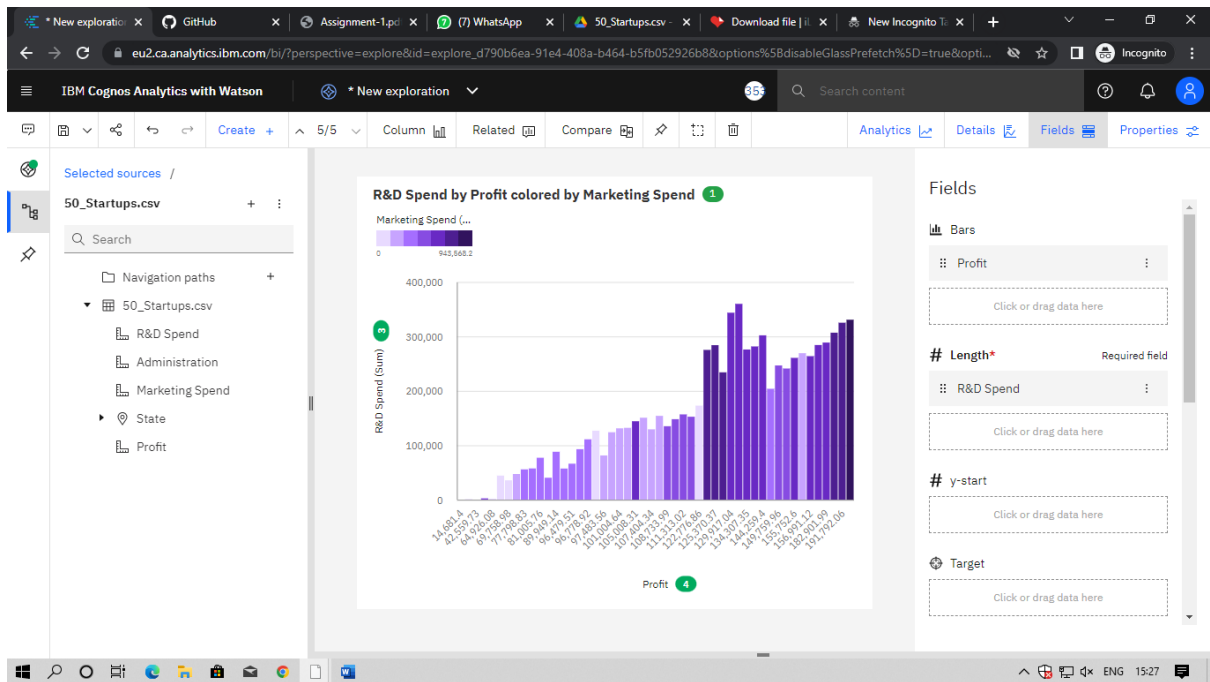 * New exploration
GitHub
Assignment-1.pd
(7) WhatsApp
50_Startups.csv -
Download file | iL
New Incognito Ta
eu2.ca.analytics.ibm.com/bi/?perspective=explore&id=explore_d790b6ea-91e4-408a-b464-b5fb052926b8&options%5BdisableGlassPrefetch%5D=true&opti...
Incognito
IBM Cognos Analytics with Watson
* New exploration
353
Search content
Create +
5/5
Column
Related
Compare
Analytics
Details
Fields
Properties
Selected sources /
50_Startups.csv
Search
Navigation paths
50_Startups.csv
R&D Spend
Administration
Marketing Spend
State
Profit
R&D Spend by Profit colored by Marketing Spend 1
Marketing Spend (...
0 943,568.2
400,000
300,000
200,000
100,000
0
R&D Spend (Sum) 3
14,681.4
42,559.73
64,926.08
69,758.98
77,798.83
81,005.76
89,949.14
96,479.51
96,778.92
97,483.56
101,004.64
105,008.31
107,404.34
108,733.99
111,313.02
122,776.86
125,370.37
129,917.04
134,307.35
144,259.4
149,759.96
155,752.6
156,991.12
182,901.99
191,792.06
Profit 4
Fields
Bars
Profit
Click or drag data here
# Length* Required field
R&D Spend
Click or drag data here
# y-start
Click or drag data here
Target
Click or drag data here
ENG 15:27